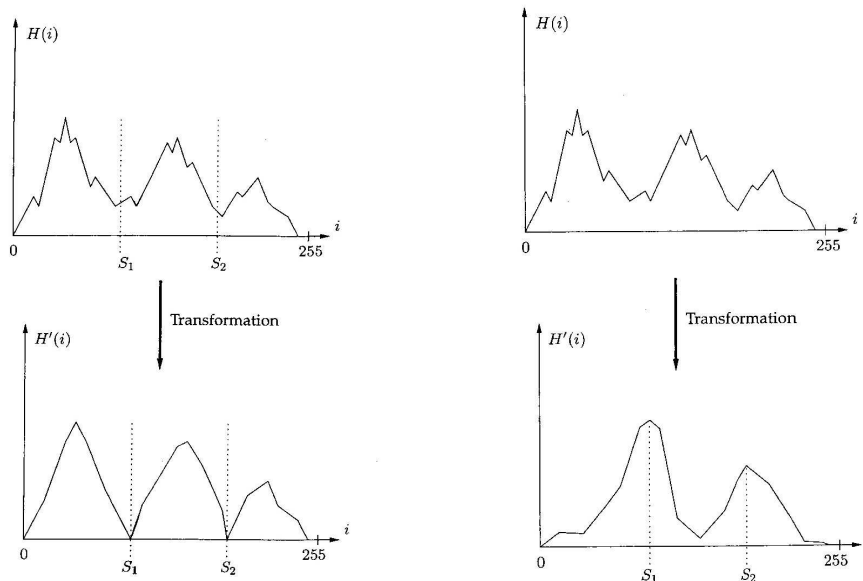 H(i)
S₁
S₂
0
255
i
Transformation
H′(i)
0
S₁
S₂
255
i
H(i)
0
255
i
Transformation
H′(i)
0
S₁
S₂
255
i